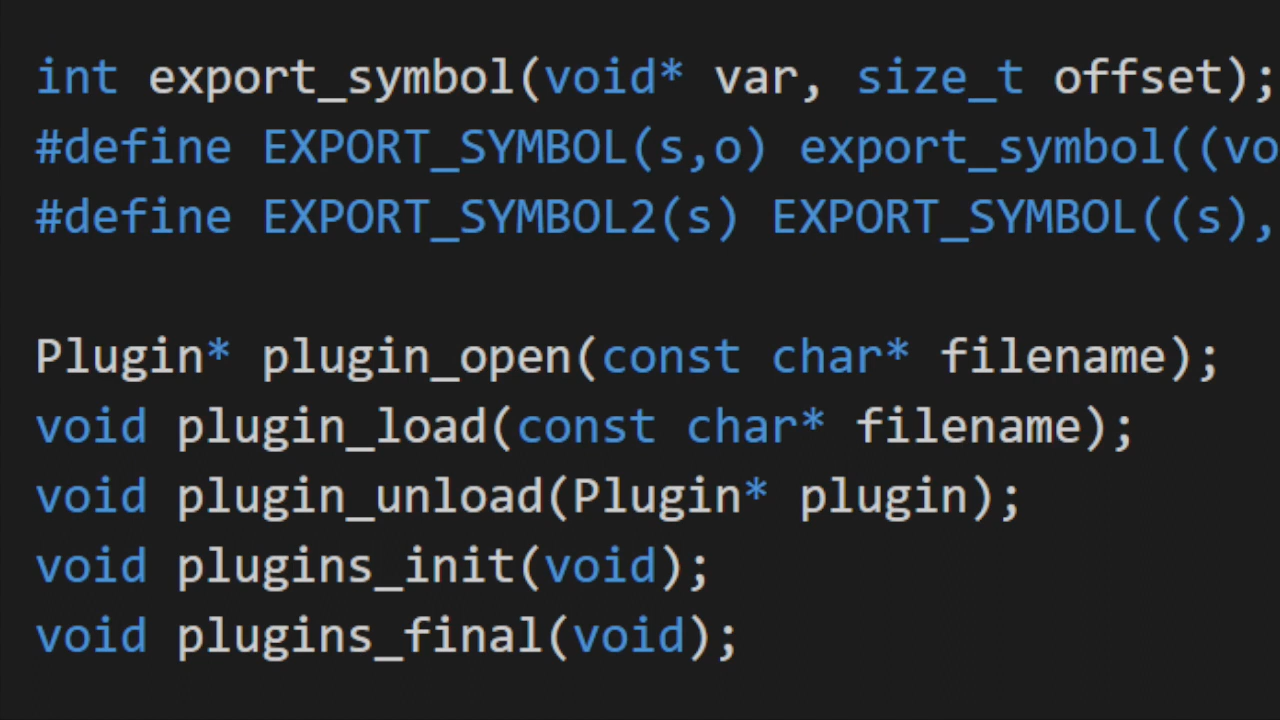 int export_symbol(void* var, size_t offset);
#define EXPORT_SYMBOL(s,o) export_symbol((vo
#define EXPORT_SYMBOL2(s) EXPORT_SYMBOL((s),
Plugin* plugin_open(const char* filename);
void plugin_load(const char* filename);
void plugin_unload(Plugin* plugin);
void plugins_init(void);
void plugins_final(void);